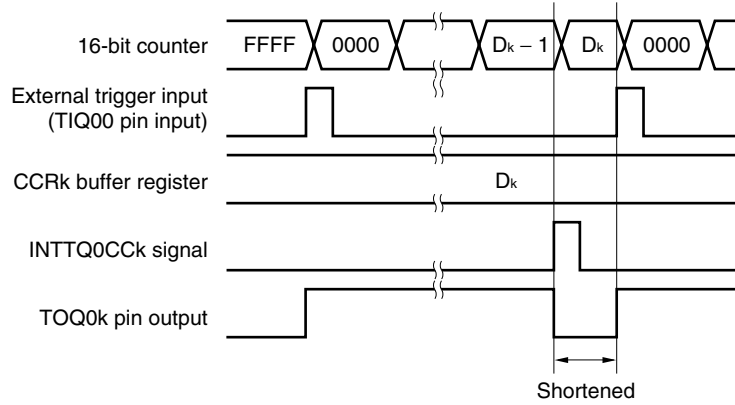 16-bit counter FFFF 0000 Dk − 1 Dk 0000
External trigger input
(TIQ00 pin input)
CCRk buffer register Dk
INTTQ0CCk signal
TOQ0k pin output
Shortened